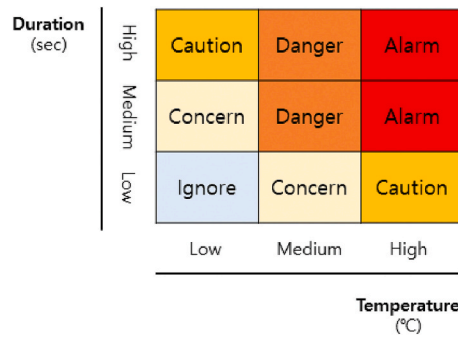 Duration
(sec)
High
Caution
Danger
Alarm
Medium
Concern
Danger
Alarm
Low
Ignore
Concern
Caution
Low
Medium
High
Temperature
(℃)